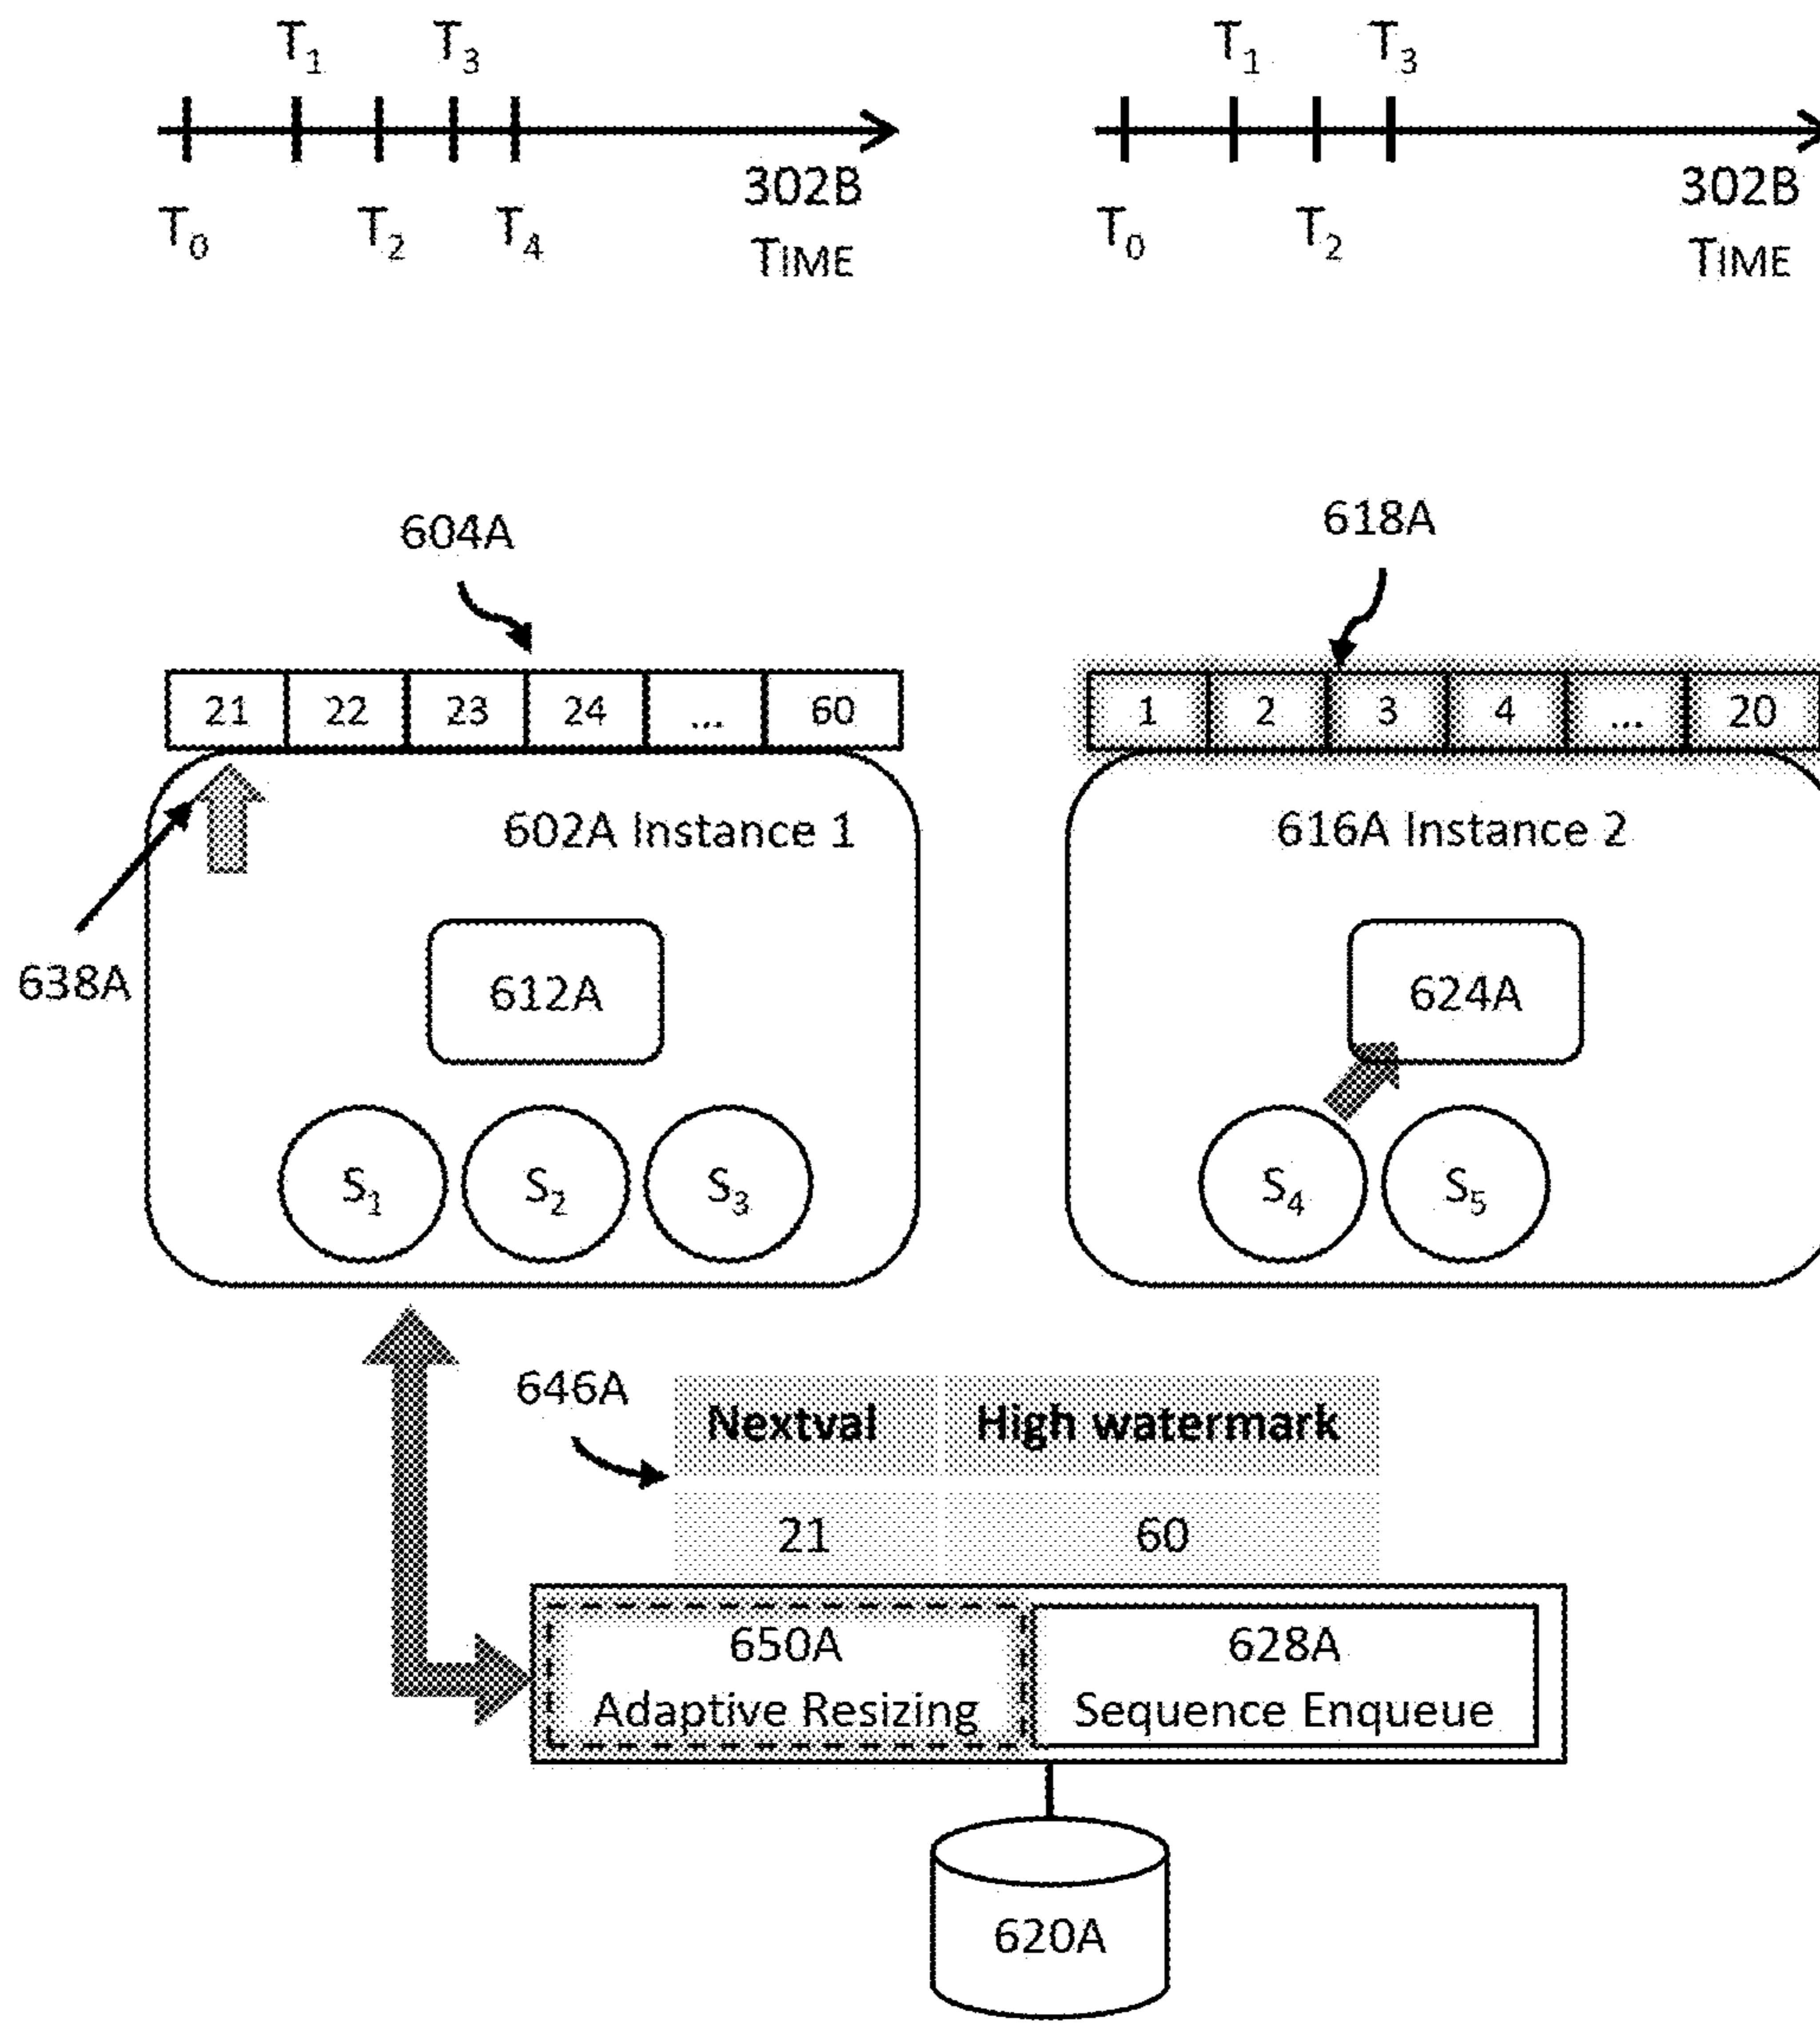 T1 T3 T1 T3
302B 302B
T0 T2 T4 TIME T0 T2 TIME
604A 618A
21 22 23 24 ... 60 1 2 3 4 ... 20
602A Instance 1 616A Instance 2
638A 612A 624A
S1 S2 S3 S4 S5
646A Nextval High watermark
21 60
650A 628A
Adaptive Resizing Sequence Enqueue
620A